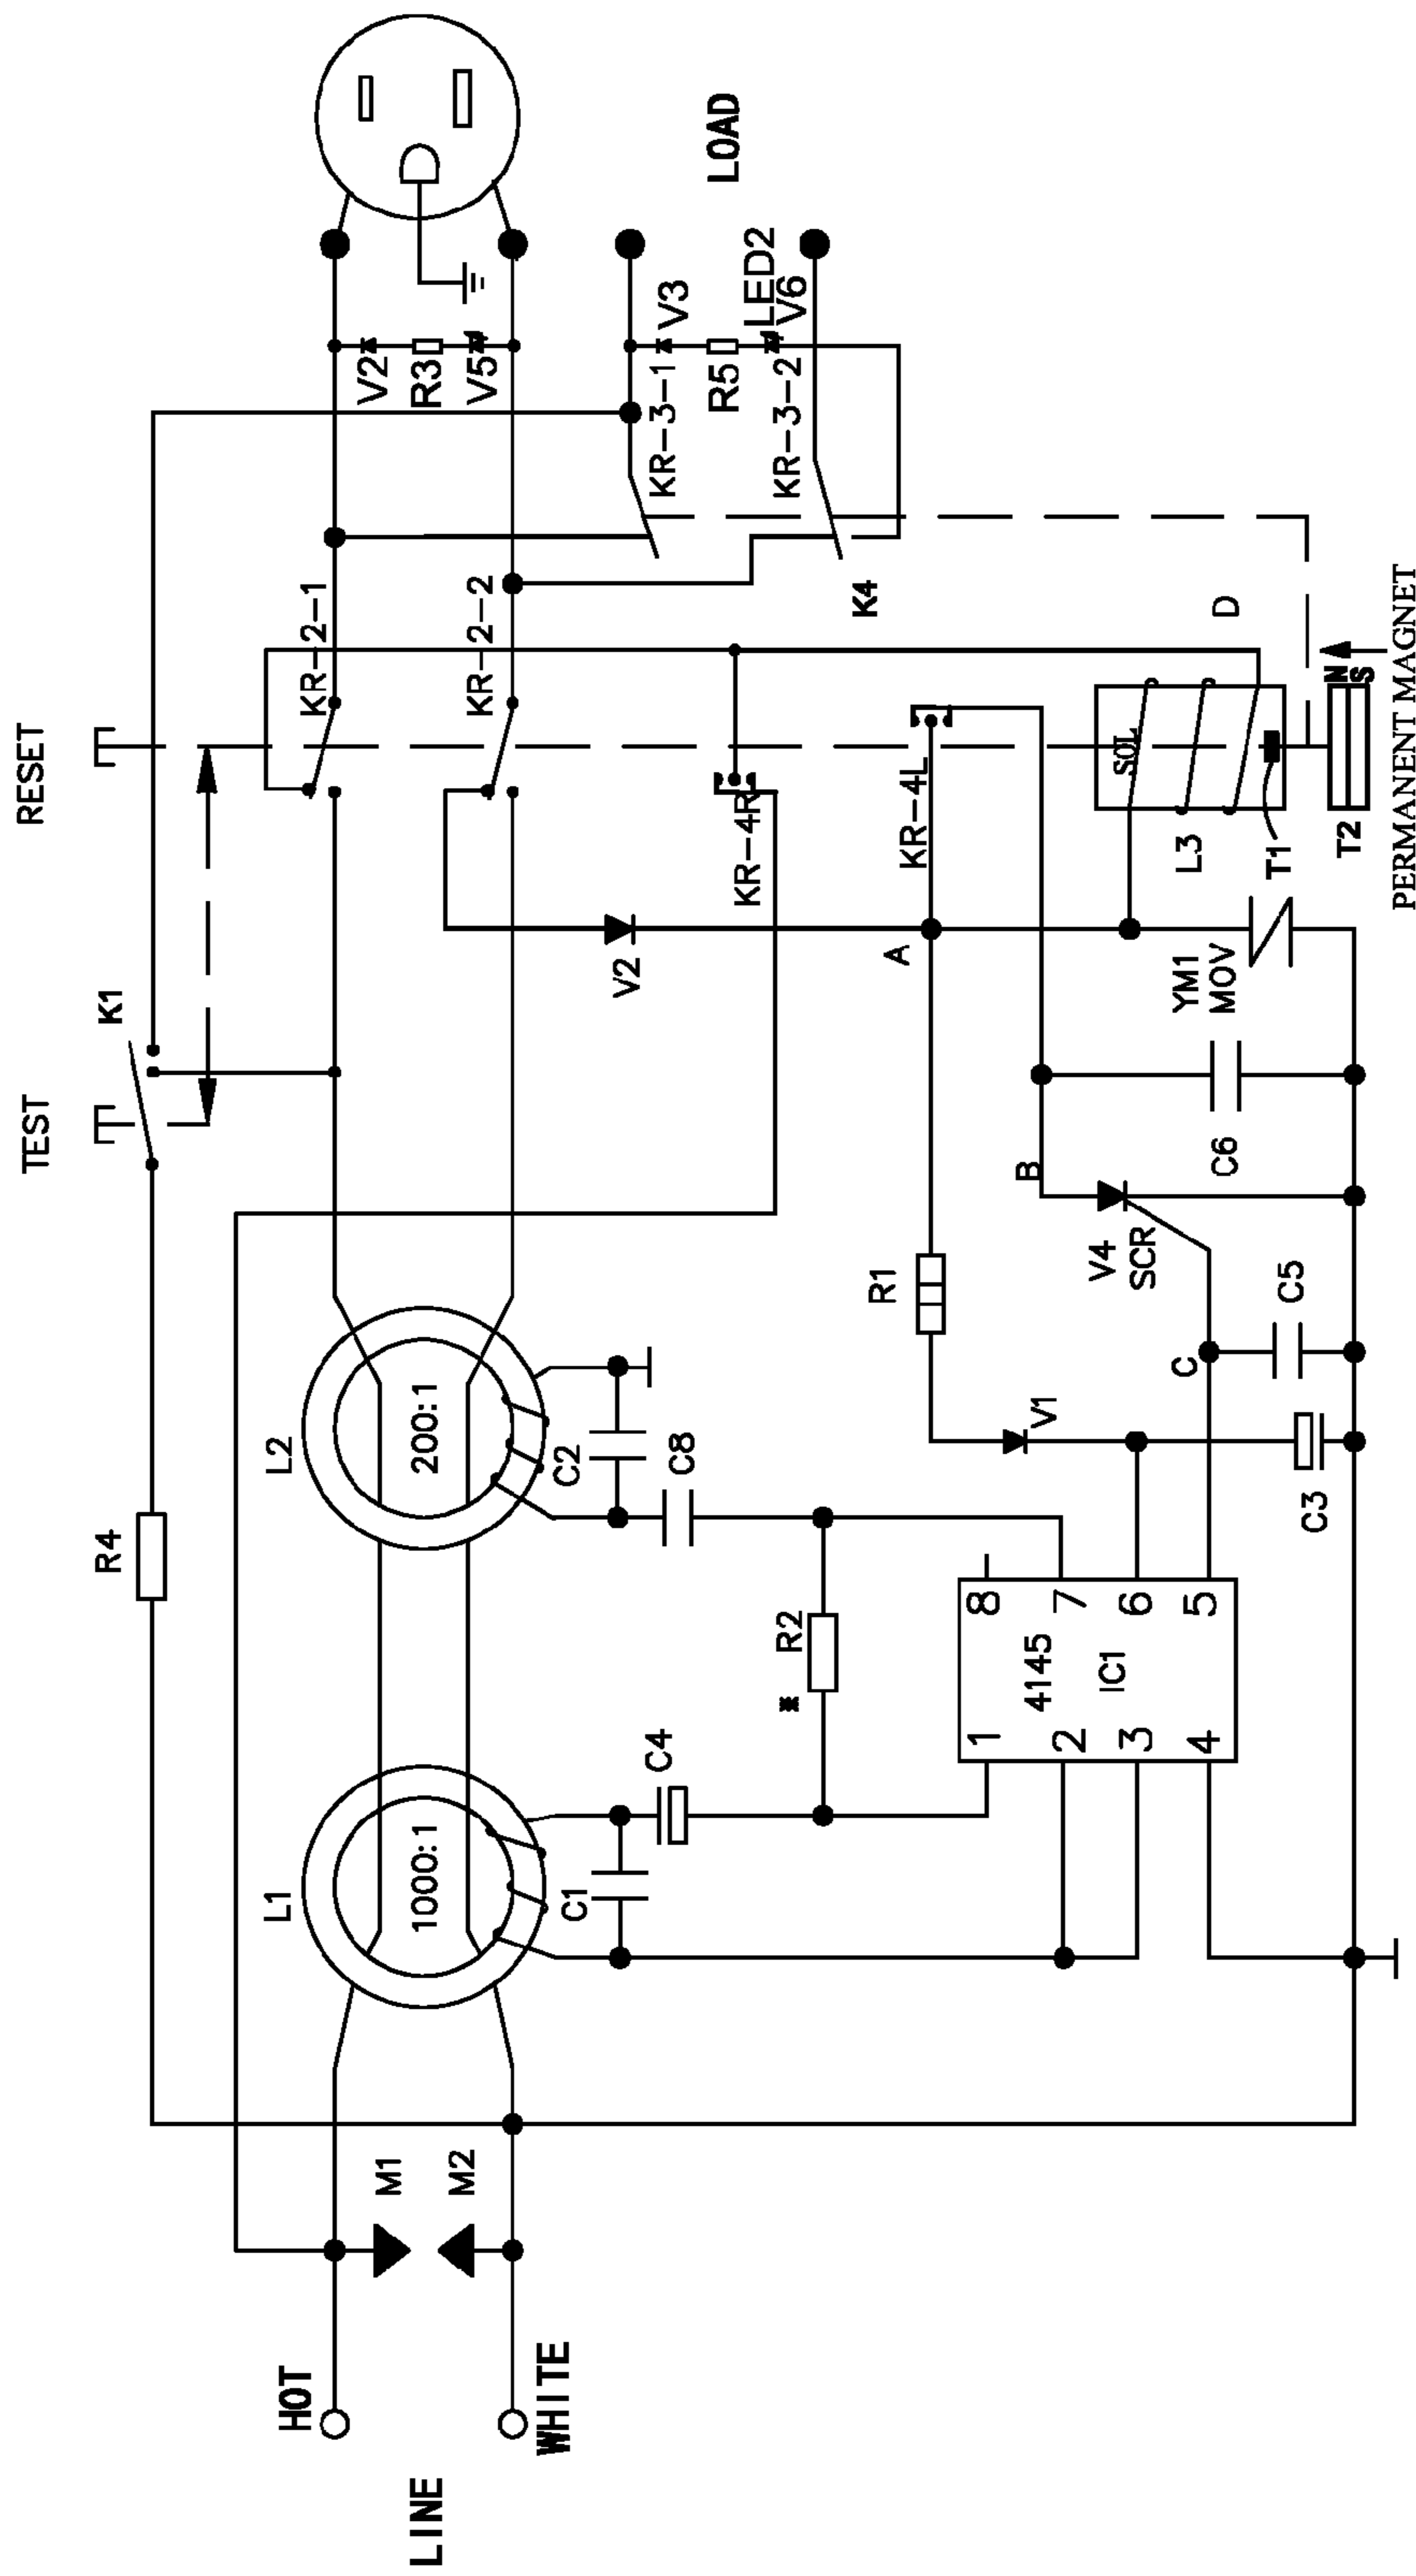 LINE
HOT
WHITE
M1
M2
L1
1000:1
L2
200:1
R4
TEST
K1
RESET
KR-2-1
KR-2-2
V2
R3
V5
LOAD
V3
KR-3-1
R5
LED2
V6
KR-3-2
K4
C1
C4
C2
C8
R2
*
4145
IC1
1
2
3
4
8
7
6
5
R1
V1
C3
C
C5
V4
SCR
B
C6
YM1
MOV
A
V2
KR-4R
KR-4L
SOL
L3
T1
D
T2
N
S
PERMANENT MAGNET